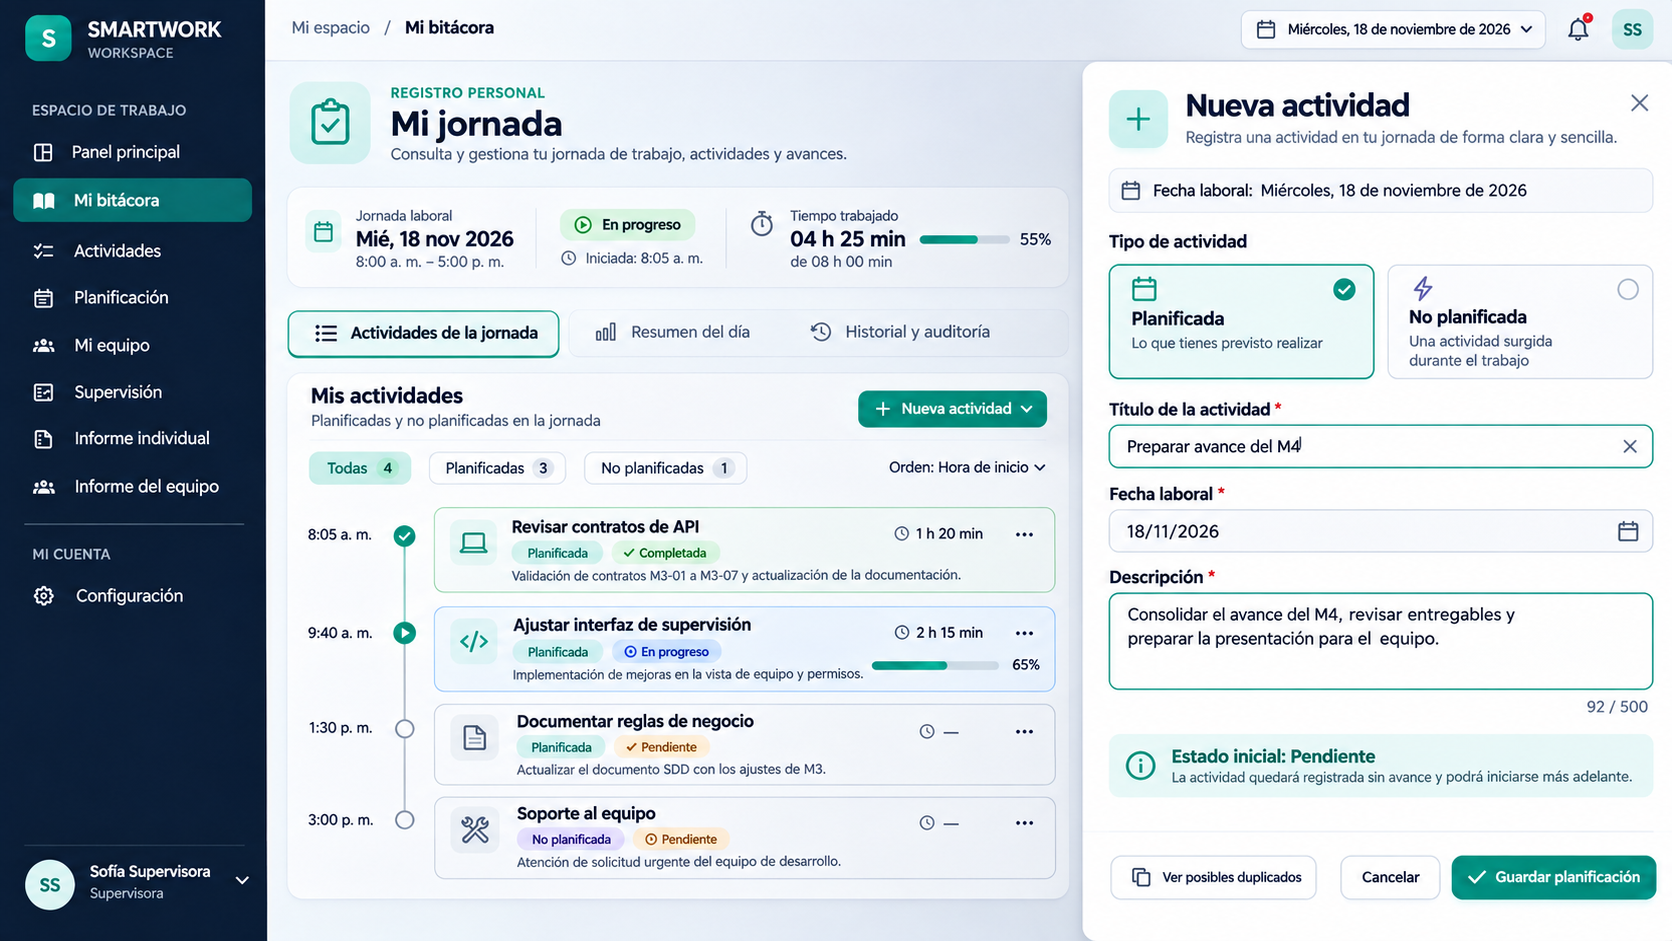 S
SMARTWORK
WORKSPACE
ESPACIO DE TRABAJO
Panel principal
Mi bitácora
Actividades
Planificación
Mi equipo
Supervisión
Informe individual
Informe del equipo
MI CUENTA
Configuración
SS
Sofía Supervisora
Supervisora
Mi espacio / Mi bitácora
Miércoles, 18 de noviembre de 2026
SS
REGISTRO PERSONAL
Mi jornada
Consulta y gestiona tu jornada de trabajo, actividades y avances.
Jornada laboral
Mié, 18 nov 2026
8:00 a. m. – 5:00 p. m.
En progreso
Iniciada: 8:05 a. m.
Tiempo trabajado
04 h 25 min
55%
de 08 h 00 min
Actividades de la jornada
Resumen del día
Historial y auditoría
Mis actividades
Planificadas y no planificadas en la jornada
Nueva actividad
Todas 4
Planificadas 3
No planificadas 1
Orden: Hora de inicio
8:05 a. m.
Revisar contratos de API
1 h 20 min
Planificada
Completada
Validación de contratos M3-01 a M3-07 y actualización de la documentación.
9:40 a. m.
Ajustar interfaz de supervisión
2 h 15 min
Planificada
En progreso
65%
Implementación de mejoras en la vista de equipo y permisos.
1:30 p. m.
Documentar reglas de negocio
—
Planificada
Pendiente
Actualizar el documento SDD con los ajustes de M3.
3:00 p. m.
Soporte al equipo
—
No planificada
Pendiente
Atención de solicitud urgente del equipo de desarrollo.
Nueva actividad
Registra una actividad en tu jornada de forma clara y sencilla.
Fecha laboral: Miércoles, 18 de noviembre de 2026
Tipo de actividad
Planificada
Lo que tienes previsto realizar
No planificada
Una actividad surgida
durante el trabajo
Título de la actividad *
Preparar avance del M4
Fecha laboral *
18/11/2026
Descripción *
Consolidar el avance del M4, revisar entregables y
preparar la presentación para el equipo.
92 / 500
Estado inicial: Pendiente
La actividad quedará registrada sin avance y podrá iniciarse más adelante.
Ver posibles duplicados
Cancelar
Guardar planificación